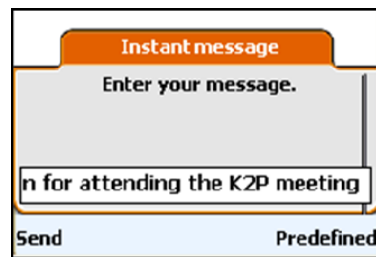 Instant message
Enter your message.
n for attending the K2P meeting
Send Predefined